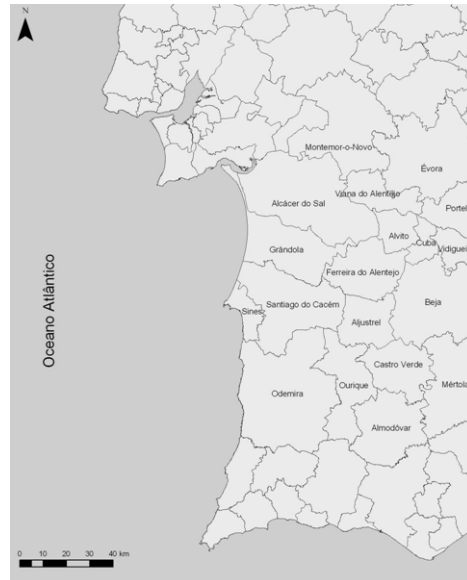 N
Montemor-o-Novo
Évora
Viana do Alentejo
Portel
Alcácer do Sal
Alvito
Cuba
Vidiguei
Grândola
Ferreira do Alentejo
Santiago do Cacém
Beja
Sines
Aljustrel
Oceano Atlântico
Castro Verde
Ourique
Mértola
Odemira
Almodôvar
0 10 20 30 40 km